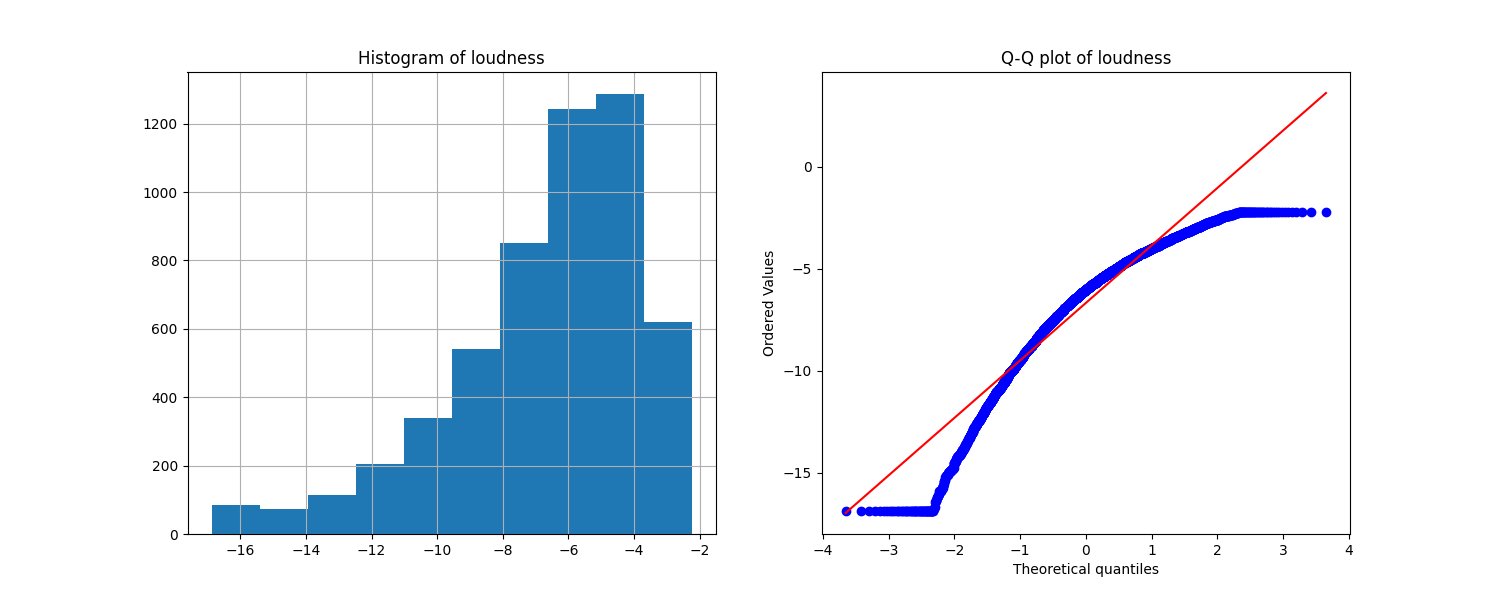 Histogram of loudness
1200
1000
800
600
400
200
0
−16 −14 −12 −10 −8 −6 −4 −2
Q-Q plot of loudness
Ordered Values
0
−5
−10
−15
−4 −3 −2 −1 0 1 2 3 4
Theoretical quantiles